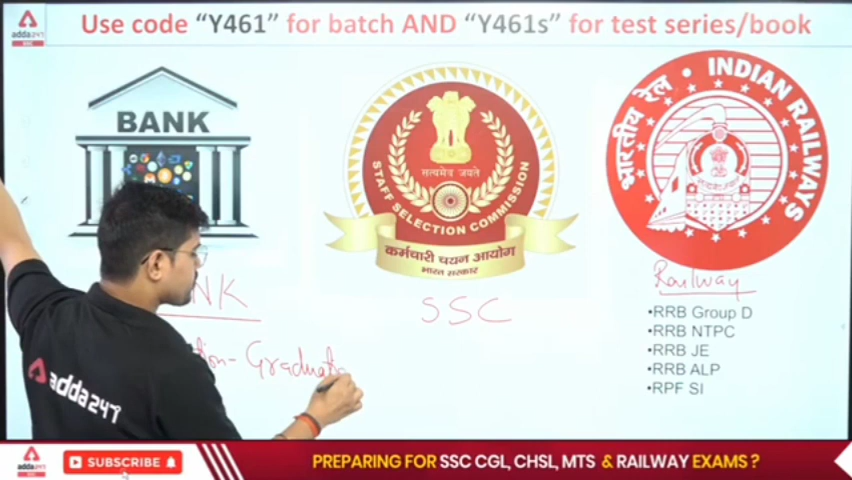 adda247
Use code “Y461” for batch AND “Y461s” for test series/book
BANK
STAFF SELECTION COMMISSION
सत्यमेव जयते
कर्मचारी चयन आयोग
भारत सरकार
भारतीय रेल • INDIAN RAILWAYS
NK
SSC
Railway
•RRB Group D
•RRB NTPC
•RRB JE
•RRB ALP
•RPF SI
tion - Graduatio
adda247
adda247
SUBSCRIBE
PREPARING FOR SSC CGL, CHSL, MTS & RAILWAY EXAMS ?